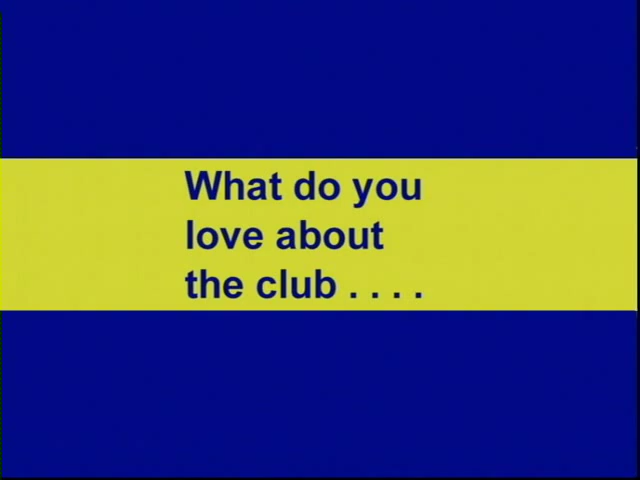 What do you
love about
the club . . . .